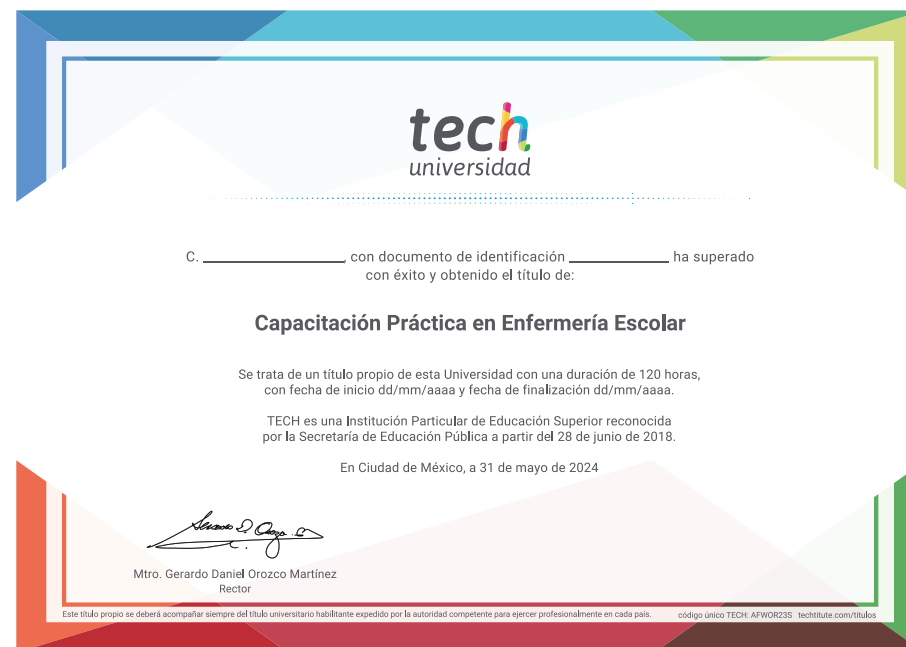 tech
universidad
C. ____________, con documento de identificación ____________ ha superado
con éxito y obtenido el título de:
Capacitación Práctica en Enfermería Escolar
Se trata de un título propio de esta Universidad con una duración de 120 horas,
con fecha de inicio dd/mm/aaaa y fecha de finalización dd/mm/aaaa.
TECH es una Institución Particular de Educación Superior reconocida
por la Secretaría de Educación Pública a partir del 28 de junio de 2018.
En Ciudad de México, a 31 de mayo de 2024
Mtro. Gerardo Daniel Orozco Martínez
Rector
Este título propio se deberá acompañar siempre del título universitario habilitante expedido por la autoridad competente para ejercer profesionalmente en cada país. código único TECH: AFWOR23S techtitute.com/titulos